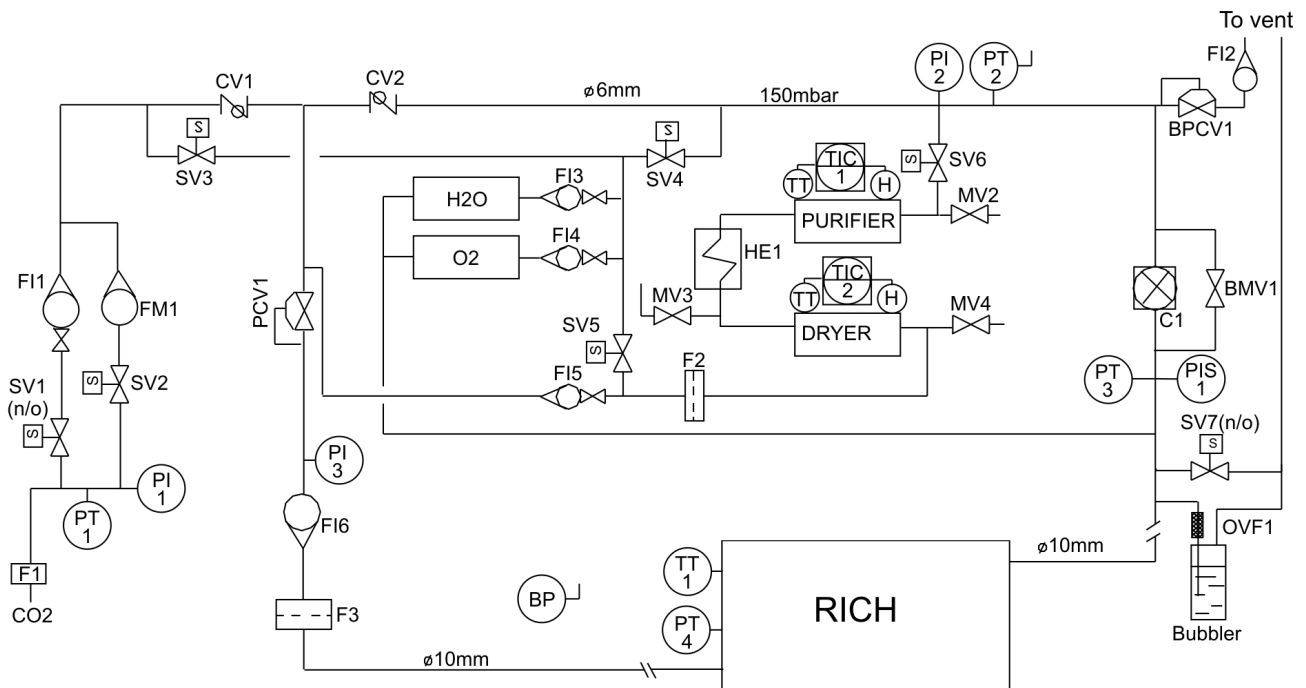 To vent
FI2
CV1
CV2
ø6mm
150mbar
PI
2
PT
2
BPCV1
S
SV3
S
SV4
S
SV6
TIC
1
TT
H
PURIFIER
MV2
FI3
H2O
FI4
O2
HE1
TIC
2
TT
H
DRYER
MV3
MV4
FI1
FM1
PCV1
SV5
S
FI5
F2
C1
BMV1
SV1
(n/o)
S
S
SV2
PT
3
PIS
1
SV7(n/o)
S
PI
1
PT
1
PI
3
FI6
F1
CO2
F3
BP
TT
1
PT
4
RICH
ø10mm
ø10mm
OVF1
Bubbler